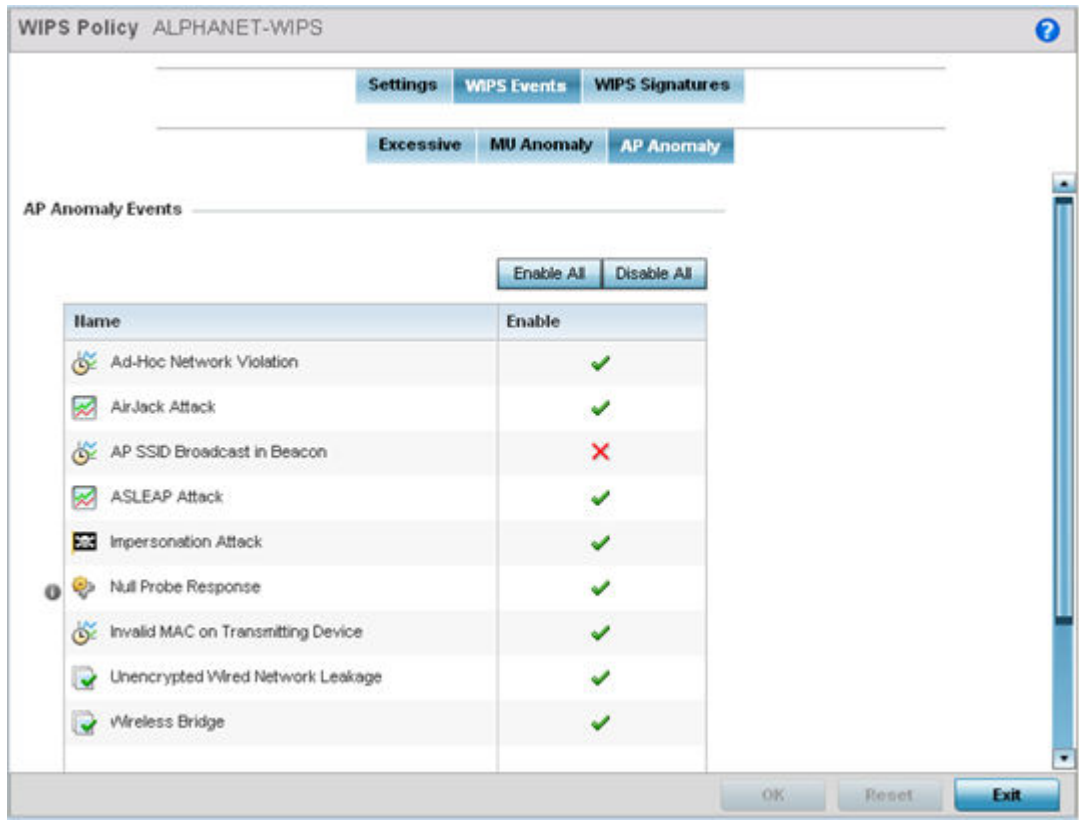 WIPS Policy ALPHANET-WIPS
?
Settings WIPS Events WIPS Signatures
Excessive MU Anomaly AP Anomaly
AP Anomaly Events
Enable All Disable All
Name Enable
Ad-Hoc Network Violation
AirJack Attack
AP SSID Broadcast in Beacon
ASLEAP Attack
Impersonation Attack
Null Probe Response
Invalid MAC on Transmitting Device
Unencrypted Wired Network Leakage
Wireless Bridge
OK Reset Exit